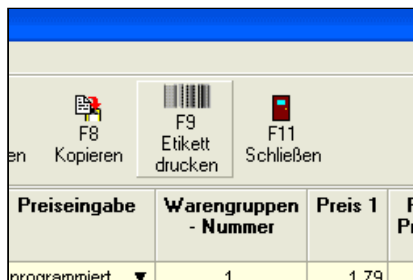 F8
Kopieren
F9
Etikett
drucken
F11
Schließen
en
Preiseingabe
Warengruppen
- Nummer
Preis 1
programmiert
1
1,79